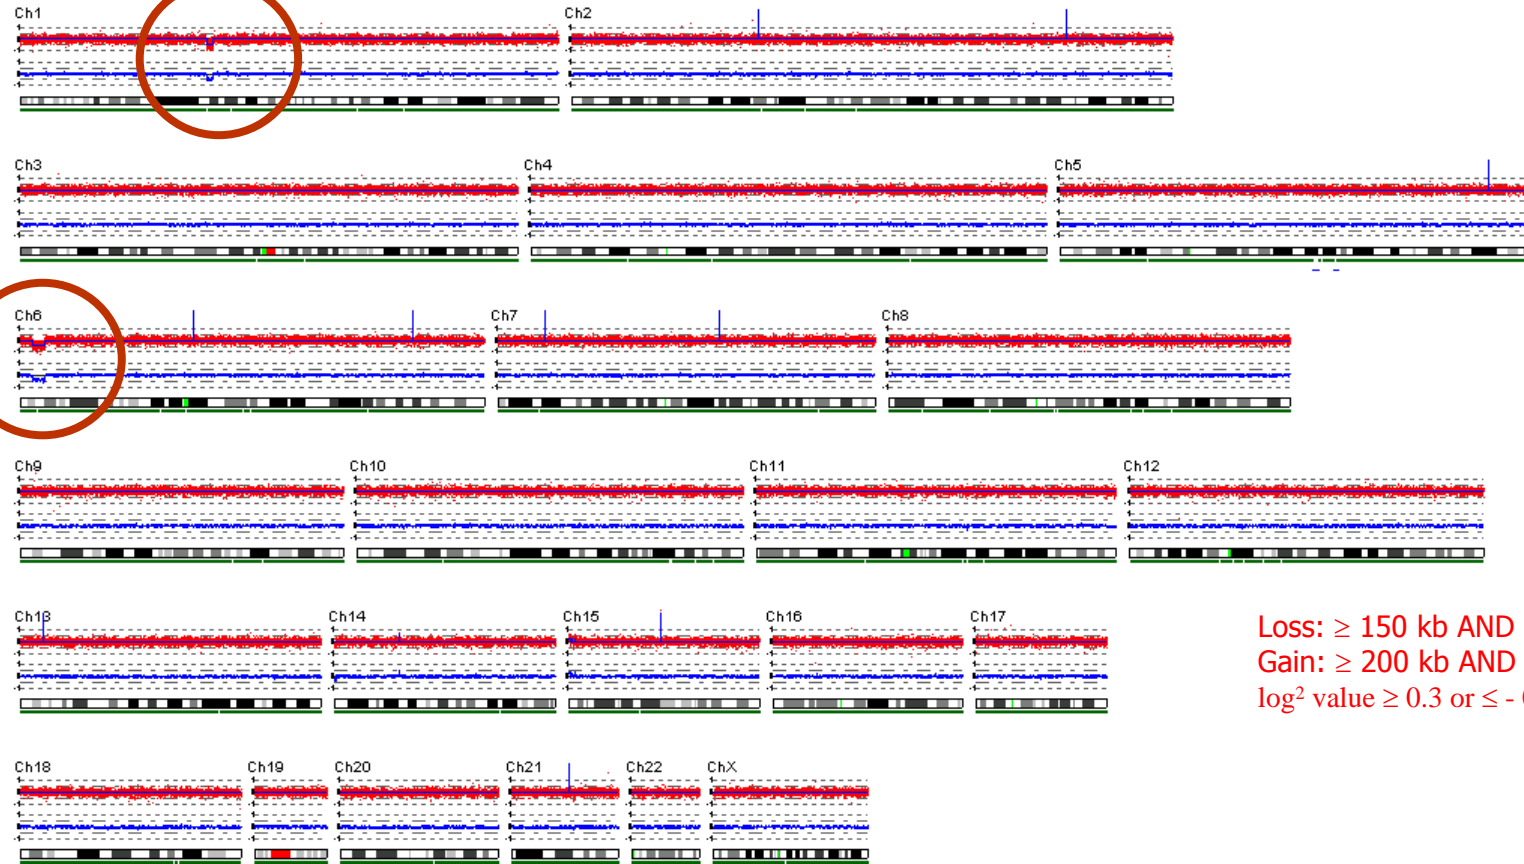 Ch1 Ch2
Ch3 Ch4 Ch5
Ch6 Ch7 Ch8
Ch9 Ch10 Ch11 Ch12
Ch13 Ch14 Ch15 Ch16 Ch17
Loss: ≥ 150 kb AND
Gain: ≥ 200 kb AND
log² value ≥ 0.3 or ≤ -
Ch18 Ch19 Ch20 Ch21 Ch22 ChX